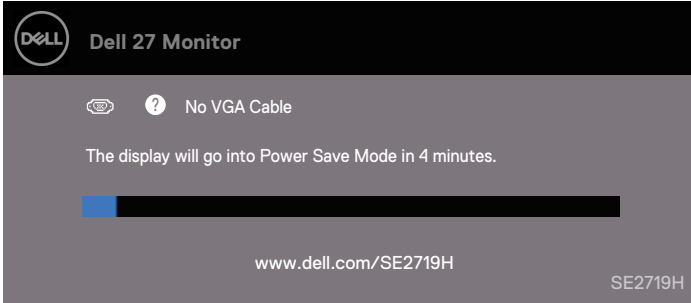 DELL
Dell 27 Monitor
? No VGA Cable
The display will go into Power Save Mode in 4 minutes.
www.dell.com/SE2719H
SE2719H